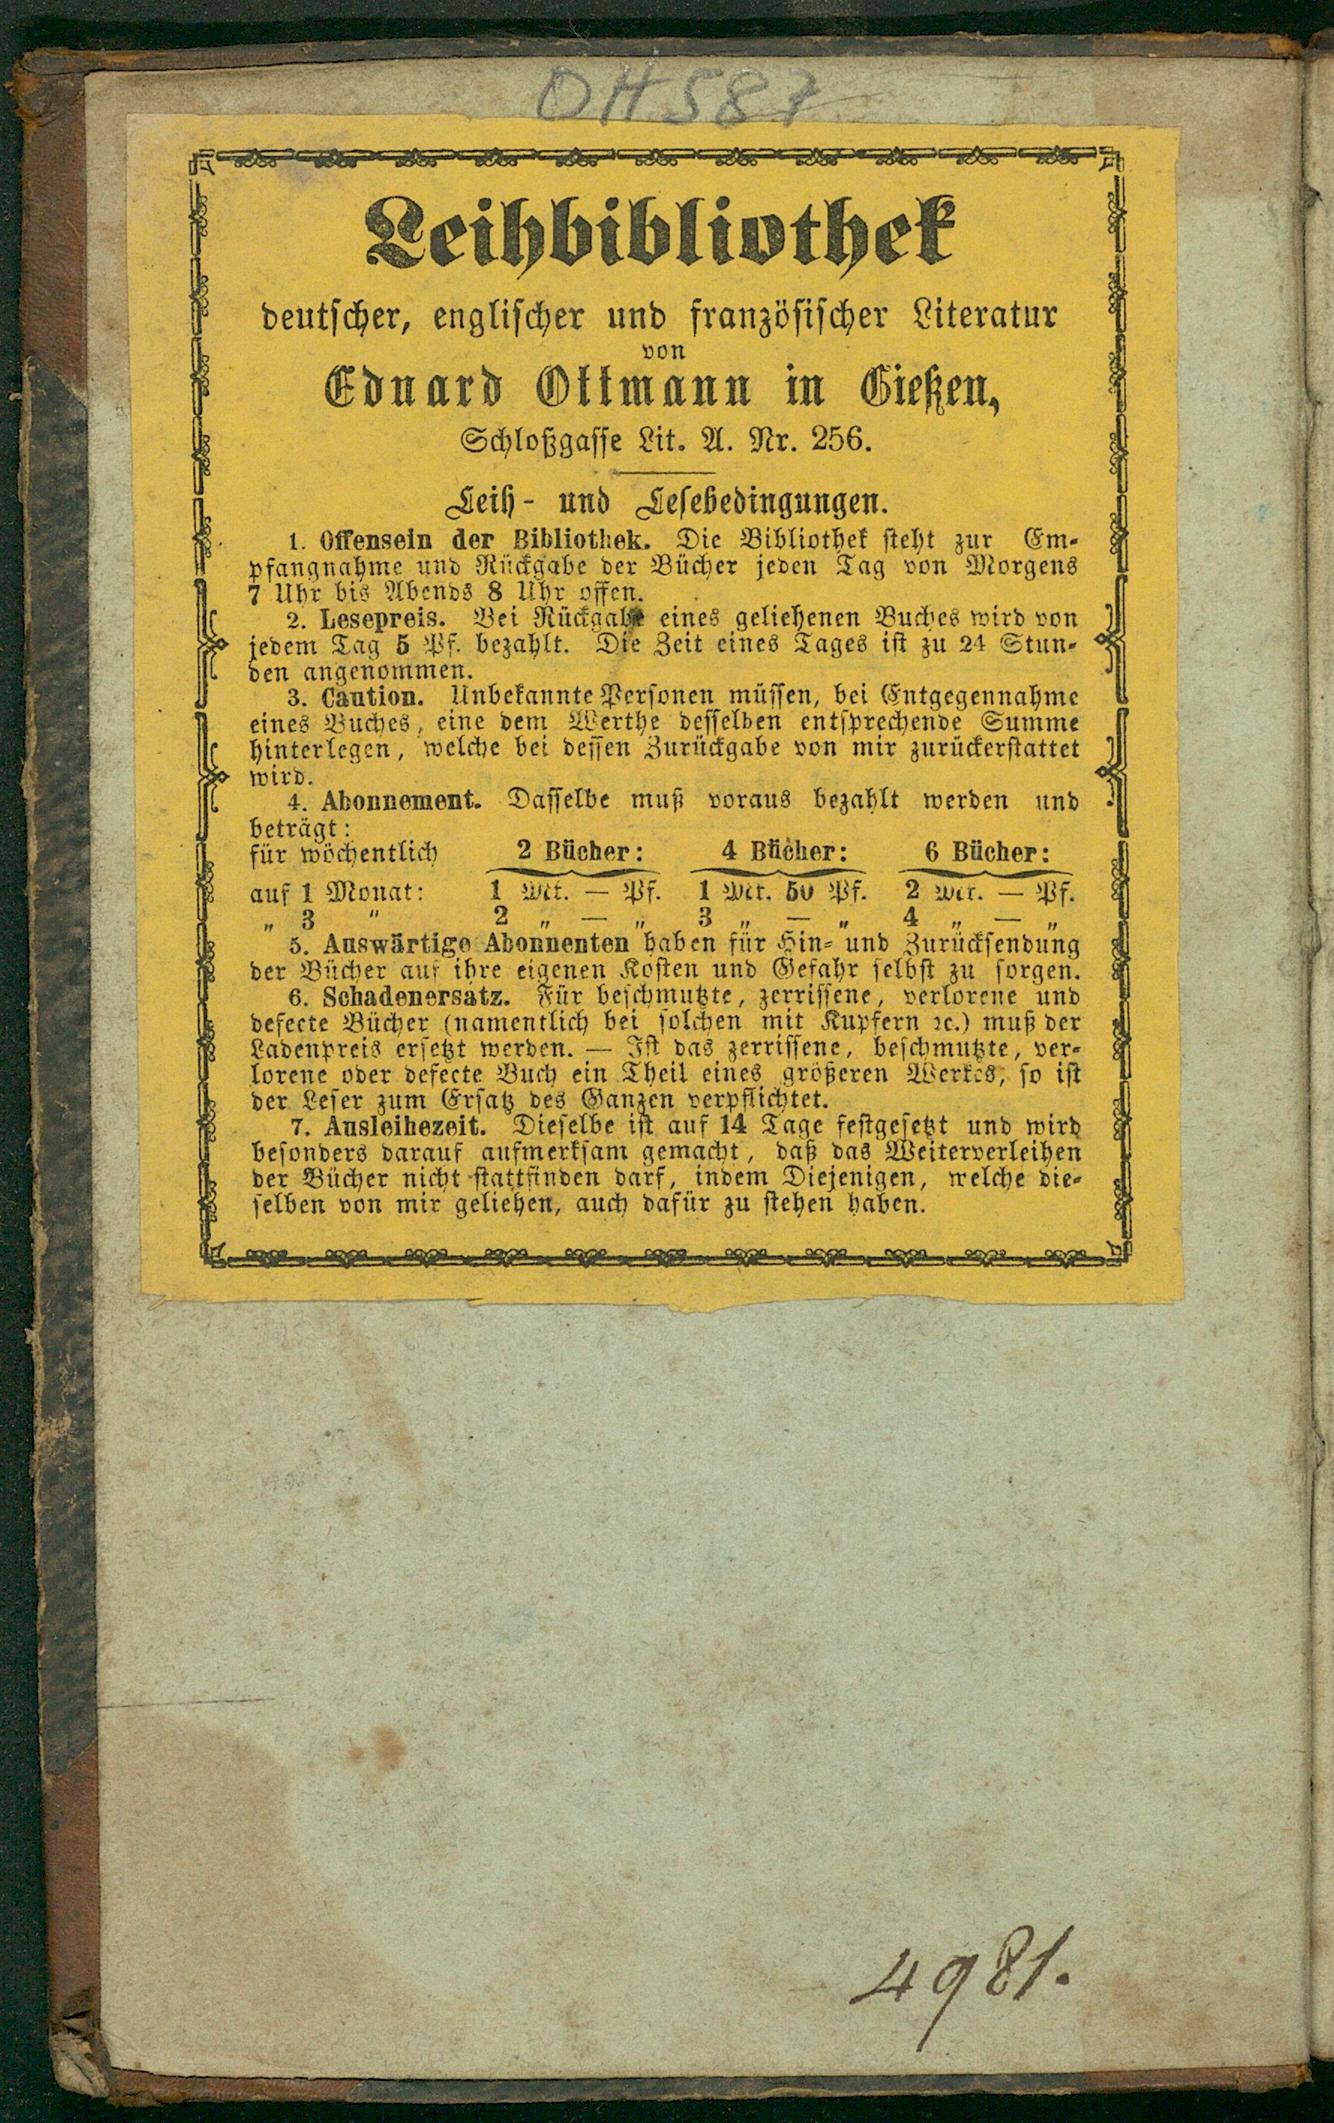 OH587
Leihbibliothek
deutscher, englischer und französischer Literatur
von
Eduard Ottmann in Gießen,
Schloßgasse Lit. A. Nr. 256.
Leih- und Lesebedingungen.
1. Offensein der Bibliothek. Die Bibliothek steht zur Em-
pfangnahme und Rückgabe der Bücher jeden Tag von Morgens
7 Uhr bis Abends 8 Uhr offen.
2. Lesepreis. Bei Rückgabe eines geliehenen Buches wird von
jedem Tag 5 Pf. bezahlt. Die Zeit eines Tages ist zu 24 Stun-
den angenommen.
3. Caution. Unbekannte Personen müssen, bei Entgegennahme
eines Buches, eine dem Werthe desselben entsprechende Summe
hinterlegen, welche bei dessen Zurückgabe von mir zurückerstattet
wird.
4. Abonnement. Dasselbe muß voraus bezahlt werden und
beträgt:
für wöchentlich 2 Bücher: 4 Bücher: 6 Bücher:
auf 1 Monat: 1 Mk. — Pf. 1 Mk. 50 Pf. 2 Mk. — Pf.
„ 3 " 2 „ — „ 3 „ — „ 4 „ — „
5. Auswärtige Abonnenten haben für Hin- und Zurücksendung
der Bücher auf ihre eigenen Kosten und Gefahr selbst zu sorgen.
6. Schadenersatz. Für beschmutzte, zerrissene, verlorene und
defecte Bücher (namentlich bei solchen mit Kupfern ꝛc.) muß der
Ladenpreis ersetzt werden. — Ist das zerrissene, beschmutzte, ver-
lorene oder defecte Buch ein Theil eines größeren Werkes, so ist
der Leser zum Ersatz des Ganzen verpflichtet.
7. Ausleihezeit. Dieselbe ist auf 14 Tage festgesetzt und wird
besonders darauf aufmerksam gemacht, daß das Weiterverleihen
der Bücher nicht stattfinden darf, indem Diejenigen, welche die-
selben von mir geliehen, auch dafür zu stehen haben.
4981.